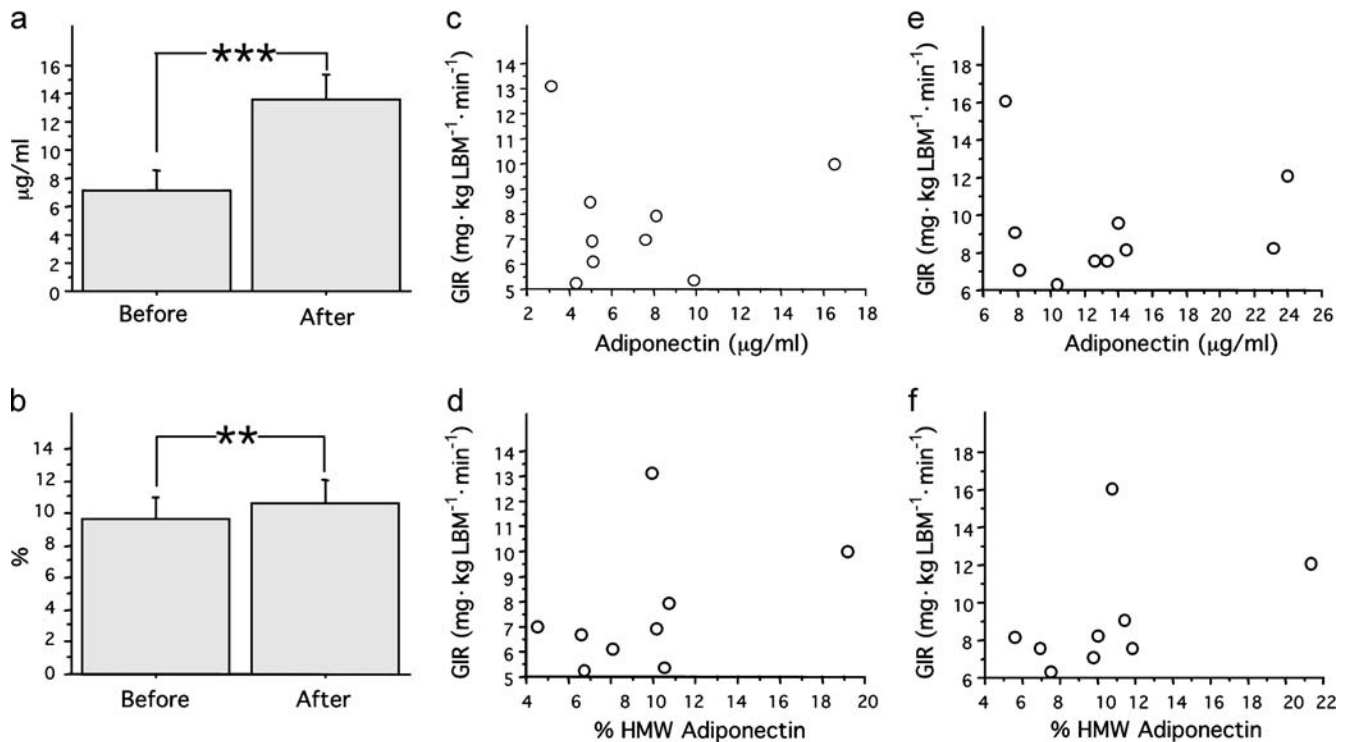 a
***
μg/ml
16
14
12
10
8
6
4
2
0
Before After
c
GIR (mg· kg LBM⁻¹· min⁻¹)
14
13
12
11
10
9
8
7
6
5
2 4 6 8 10 12 14 16 18
Adiponectin (μg/ml)
e
GIR (mg· kg LBM⁻¹· min⁻¹)
18
16
14
12
10
8
6
6 8 10 12 14 16 18 20 22 24 26
Adiponectin (μg/ml)
b
**
%
14
12
10
8
6
4
2
0
Before After
d
GIR (mg· kg LBM⁻¹· min⁻¹)
14
13
12
11
10
9
8
7
6
5
4 6 8 10 12 14 16 18 20
% HMW Adiponectin
f
GIR (mg· kg LBM⁻¹· min⁻¹)
18
16
14
12
10
8
6
4 6 8 10 12 14 16 18 20 22
% HMW Adiponectin